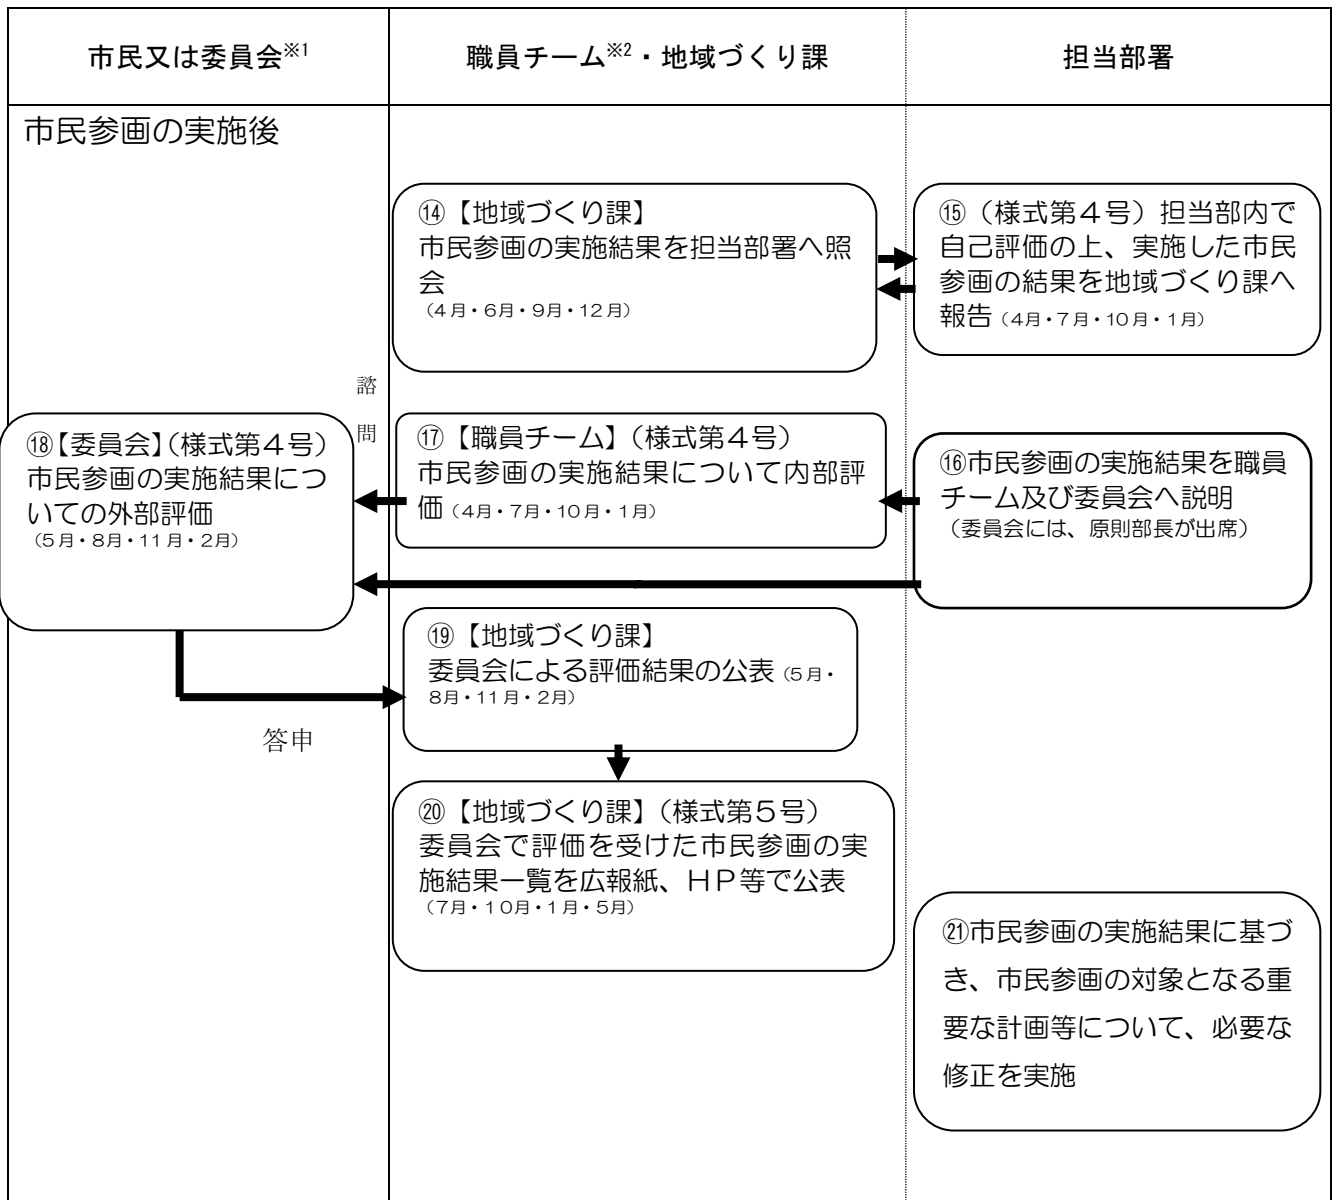 市民又は委員会※1
職員チーム※2・地域づくり課
担当部署
市民参画の実施後
⑭【地域づくり課】
市民参画の実施結果を担当部署へ照
会
（4月・6月・9月・12月）
⑮（様式第４号）担当部内で
自己評価の上、実施した市民
参画の結果を地域づくり課へ
報告（4月・7月・10月・1月）
諮
問
⑱【委員会】（様式第４号）
市民参画の実施結果につ
いての外部評価
（5月・8月・11月・2月）
⑰【職員チーム】（様式第４号）
市民参画の実施結果について内部評
価（4月・7月・10月・1月）
⑯市民参画の実施結果を職員
チーム及び委員会へ説明
（委員会には、原則部長が出席）
⑲【地域づくり課】
委員会による評価結果の公表（5月・
8月・11月・2月）
答申
⑳【地域づくり課】（様式第５号）
委員会で評価を受けた市民参画の実
施結果一覧を広報紙、ＨＰ等で公表
（7月・10月・1月・5月）
㉑市民参画の実施結果に基づ
き、市民参画の対象となる重
要な計画等について、必要な
修正を実施